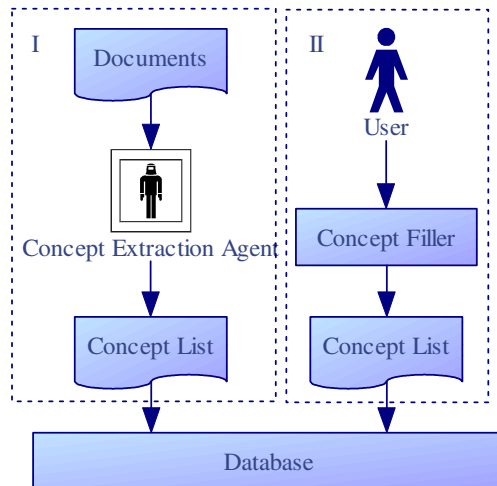 I
Documents
Concept Extraction Agent
Concept List
II
User
Concept Filler
Concept List
Database